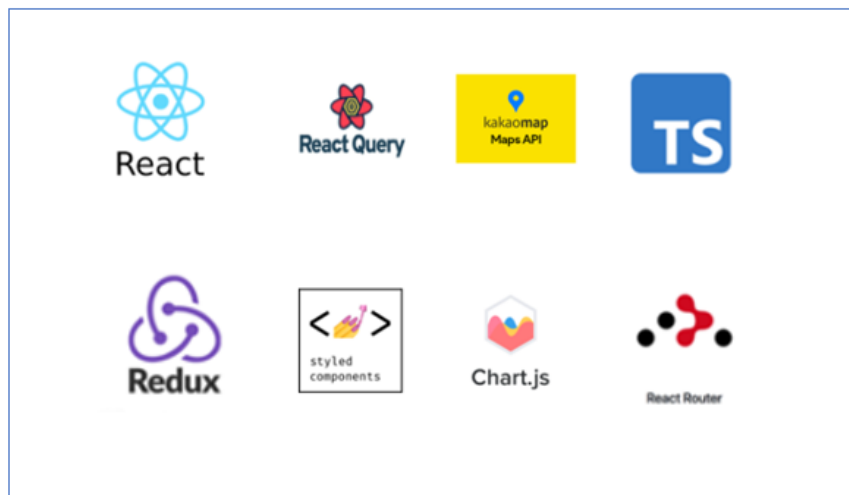 React
React Query
kakaomap
Maps API
TS
Redux
< >
styled
components
Chart.js
React Router